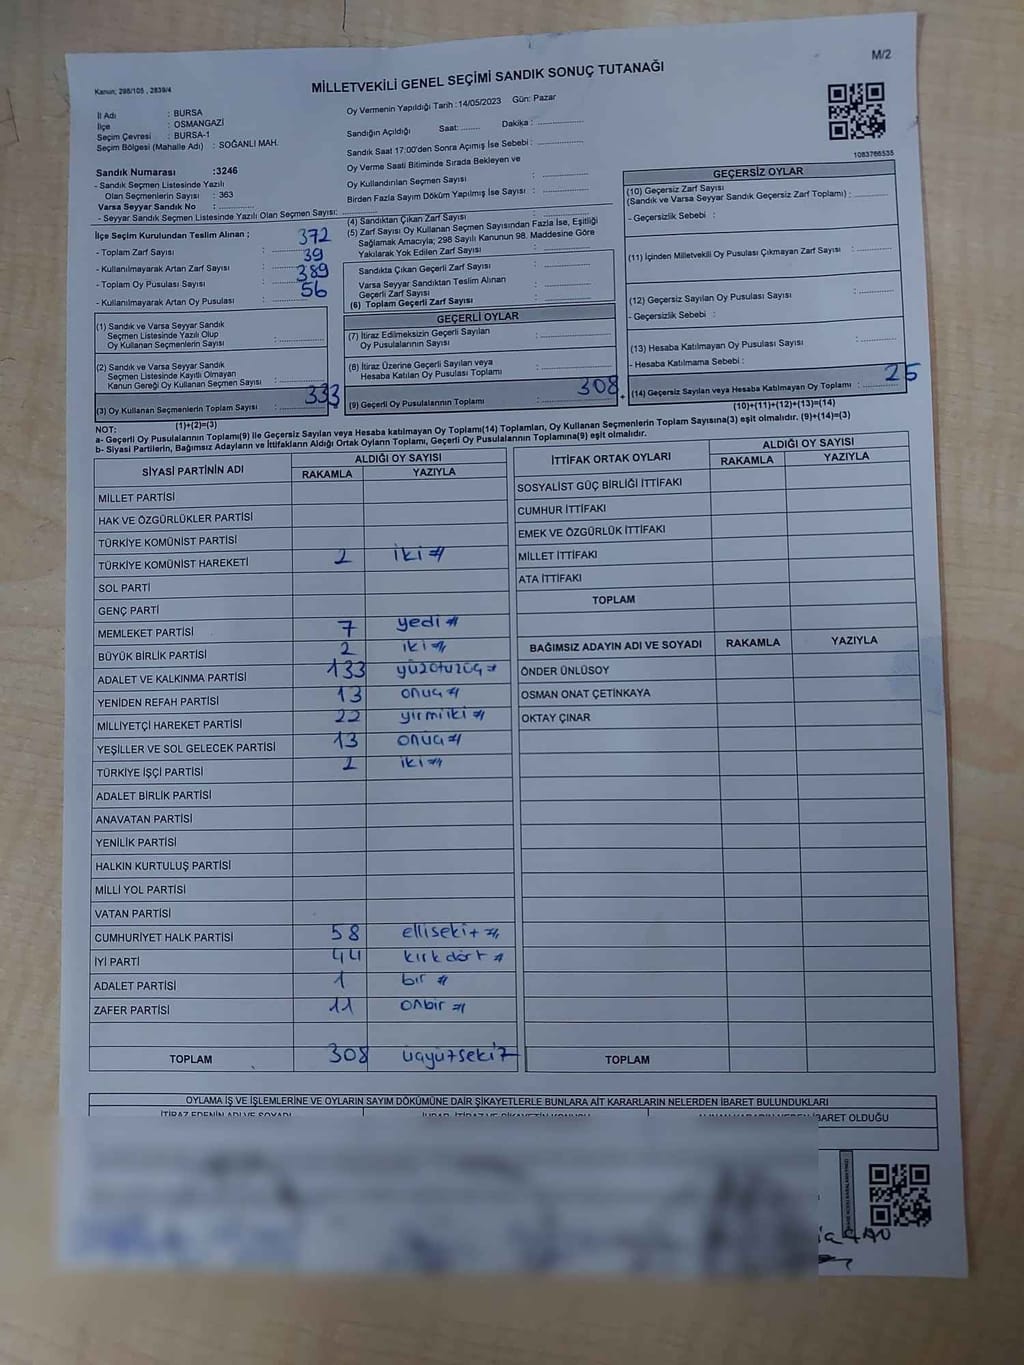 M/2
Kanun; 298/105 , 2839/4
MİLLETVEKİLİ GENEL SEÇİMİ SANDIK SONUÇ TUTANAĞI
İl Adı : BURSA
İlçe : OSMANGAZİ
Seçim Çevresi : BURSA-1
Seçim Bölgesi (Mahalle Adı) : SOĞANLI MAH.
Sandık Numarası :3246
- Sandık Seçmen Listesinde Yazılı
Olan Seçmenlerin Sayısı : 363
Varsa Seyyar Sandık No : ..............
- Seyyar Sandık Seçmen Listesinde Yazılı Olan Seçmen Sayısı: ..............
Oy Vermenin Yapıldığı Tarih :14/05/2023 Gün: Pazar
Sandığın Açıldığı Saat: ........ Dakika : ..............
Sandık Saat 17:00'den Sonra Açımış İse Sebebi : ..............
Oy Verme Saati Bitiminde Sırada Bekleyen ve
Oy Kullandırılan Seçmen Sayısı : ..............
Birden Fazla Sayım Döküm Yapılmış İse Sayısı : ..............
1083766535
İlçe Seçim Kurulundan Teslim Alınan ;
- Toplam Zarf Sayısı : 372
- Kullanılmayarak Artan Zarf Sayısı : 39
- Toplam Oy Pusulası Sayısı : 389
- Kullanılmayarak Artan Oy Pusulası : 56
(1) Sandık ve Varsa Seyyar Sandık
Seçmen Listesinde Yazılı Olup
Oy Kullanan Seçmenlerin Sayısı : ..............
(2) Sandık ve Varsa Seyyar Sandık
Seçmen Listesinde Kayıtlı Olmayan
Kanun Gereği Oy Kullanan Seçmen Sayısı : ..............
(3) Oy Kullanan Seçmenlerin Toplam Sayısı : 333
(1)+(2)=(3)
(4) Sandıktan Çıkan Zarf Sayısı : ..............
(5) Zarf Sayısı Oy Kullanan Seçmen Sayısından Fazla İse, Eşitliği
Sağlamak Amacıyla; 298 Sayılı Kanunun 98. Maddesine Göre
Yakılarak Yok Edilen Zarf Sayısı : ..............
Sandıkta Çıkan Geçerli Zarf Sayısı : ..............
Varsa Seyyar Sandıktan Teslim Alınan
Geçerli Zarf Sayısı : ..............
(6) Toplam Geçerli Zarf Sayısı : ..............
GEÇERLİ OYLAR
(7) İtiraz Edilmeksizin Geçerli Sayılan
Oy Pusulalarının Sayısı : ..............
(8) İtiraz Üzerine Geçerli Sayılan veya
Hesaba Katılan Oy Pusulası Toplamı : ..............
(9) Geçerli Oy Pusulalarının Toplamı : 308
GEÇERSİZ OYLAR
(10) Geçersiz Zarf Sayısı
(Sandık ve Varsa Seyyar Sandık Geçersiz Zarf Toplamı) : ..............
- Geçersizlik Sebebi :
(11) İçinden Milletvekili Oy Pusulası Çıkmayan Zarf Sayısı : ..............
(12) Geçersiz Sayılan Oy Pusulası Sayısı : ..............
- Geçersizlik Sebebi :
(13) Hesaba Katılmayan Oy Pusulası Sayısı : ..............
- Hesaba Katılmama Sebebi :
(14) Geçersiz Sayılan veya Hesaba Katılmayan Oy Toplamı : 25
(10)+(11)+(12)+(13)=(14)
NOT:
a- Geçerli Oy Pusulalarının Toplamı(9) ile Geçersiz Sayılan veya Hesaba katılmayan Oy Toplamı(14) Toplamları, Oy Kullanan Seçmenlerin Toplam Sayısına(3) eşit olmalıdır. (9)+(14)=(3)
b- Siyasi Partilerin, Bağımsız Adayların ve İttifakların Aldığı Ortak Oyların Toplamı, Geçerli Oy Pusulalarının Toplamına(9) eşit olmalıdır.
SİYASİ PARTİNİN ADI ALDIĞI OY SAYISI
RAKAMLA YAZIYLA
MİLLET PARTİSİ
HAK VE ÖZGÜRLÜKLER PARTİSİ
TÜRKİYE KOMÜNİST PARTİSİ
TÜRKİYE KOMÜNİST HAREKETİ 2 iki #
SOL PARTİ
GENÇ PARTİ
MEMLEKET PARTİSİ 7 yedi #
BÜYÜK BİRLİK PARTİSİ 2 iki #
ADALET VE KALKINMA PARTİSİ 133 yüzotuzüç #
YENİDEN REFAH PARTİSİ 13 onüç #
MİLLİYETÇİ HAREKET PARTİSİ 22 yirmiiki #
YEŞİLLER VE SOL GELECEK PARTİSİ 13 onüç #
TÜRKİYE İŞÇİ PARTİSİ 2 iki #
ADALET BİRLİK PARTİSİ
ANAVATAN PARTİSİ
YENİLİK PARTİSİ
HALKIN KURTULUŞ PARTİSİ
MİLLİ YOL PARTİSİ
VATAN PARTİSİ
CUMHURİYET HALK PARTİSİ 58 elliseki+ #
İYİ PARTİ 44 kırkdört #
ADALET PARTİSİ 1 bir #
ZAFER PARTİSİ 11 onbir #
TOPLAM 308 üçyüzsekiz
İTTİFAK ORTAK OYLARI ALDIĞI OY SAYISI
RAKAMLA YAZIYLA
SOSYALİST GÜÇ BİRLİĞİ İTTİFAKI
CUMHUR İTTİFAKI
EMEK VE ÖZGÜRLÜK İTTİFAKI
MİLLET İTTİFAKI
ATA İTTİFAKI
TOPLAM
BAĞIMSIZ ADAYIN ADI VE SOYADI RAKAMLA YAZIYLA
ÖNDER ÜNLÜSOY
OSMAN ONAT ÇETİNKAYA
OKTAY ÇINAR
TOPLAM
OYLAMA İŞ VE İŞLEMLERİNE VE OYLARIN SAYIM DÖKÜMÜNE DAİR ŞİKAYETLERLE BUNLARA AİT KARARLARIN NELERDEN İBARET BULUNDUKLARI
İTİRAZ EDENİN ADI VE SOYADI
İBARET OLDUĞU